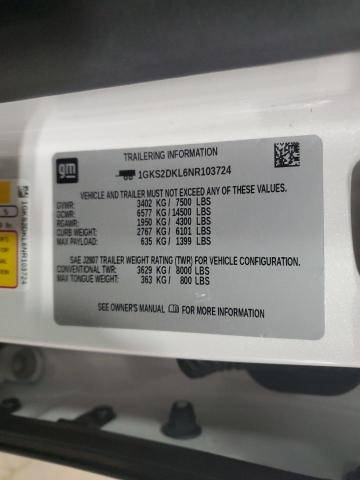 TRAILERING INFORMATION
gm
1GKS2DKL6NR103724
VEHICLE AND TRAILER MUST NOT EXCEED ANY OF THESE VALUES.
GVWR: 3402 KG / 7500 LBS
GCWR: 6577 KG / 14500 LBS
RGAWR: 1950 KG / 4300 LBS
CURB WEIGHT: 2767 KG / 6101 LBS
MAX PAYLOAD: 635 KG / 1399 LBS
SAE J2807 TRAILER WEIGHT RATING (TWR) FOR VEHICLE CONFIGURATION.
CONVENTIONAL TWR: 3629 KG / 8000 LBS
MAX TONGUE WEIGHT: 363 KG / 800 LBS
SEE OWNER'S MANUAL FOR MORE INFORMATION
1GKS2DKL6NR103724